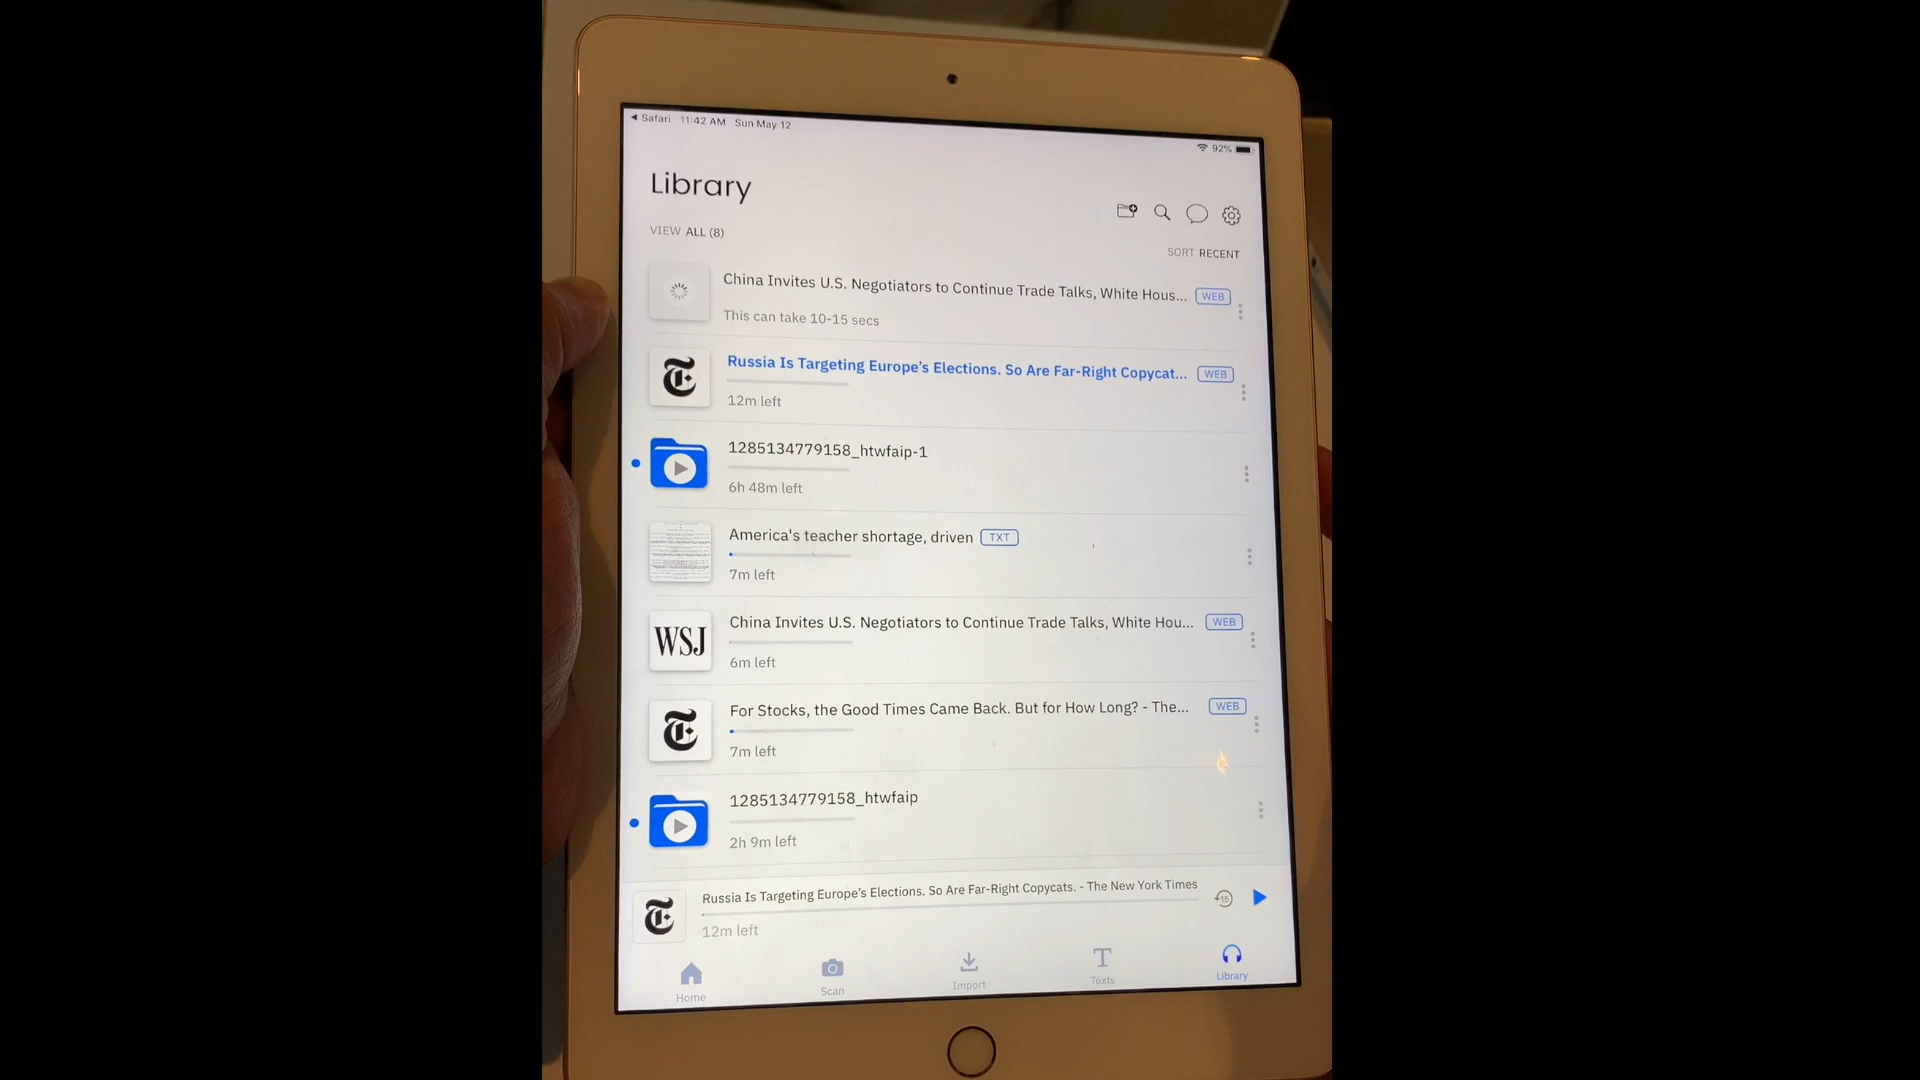 ◀ Safari 11:42 AM Sun May 12
92%
Library
VIEW ALL (8)
SORT RECENT
China Invites U.S. Negotiators to Continue Trade Talks, White Hous... WEB
This can take 10-15 secs
Russia Is Targeting Europe's Elections. So Are Far-Right Copycat... WEB
12m left
1285134779158_htwfaip-1
6h 48m left
America's teacher shortage, driven TXT
7m left
WSJ
China Invites U.S. Negotiators to Continue Trade Talks, White Hou... WEB
6m left
For Stocks, the Good Times Came Back. But for How Long? - The... WEB
7m left
1285134779158_htwfaip
2h 9m left
Russia Is Targeting Europe's Elections. So Are Far-Right Copycats. - The New York Times
15
12m left
Home Scan Import Texts Library